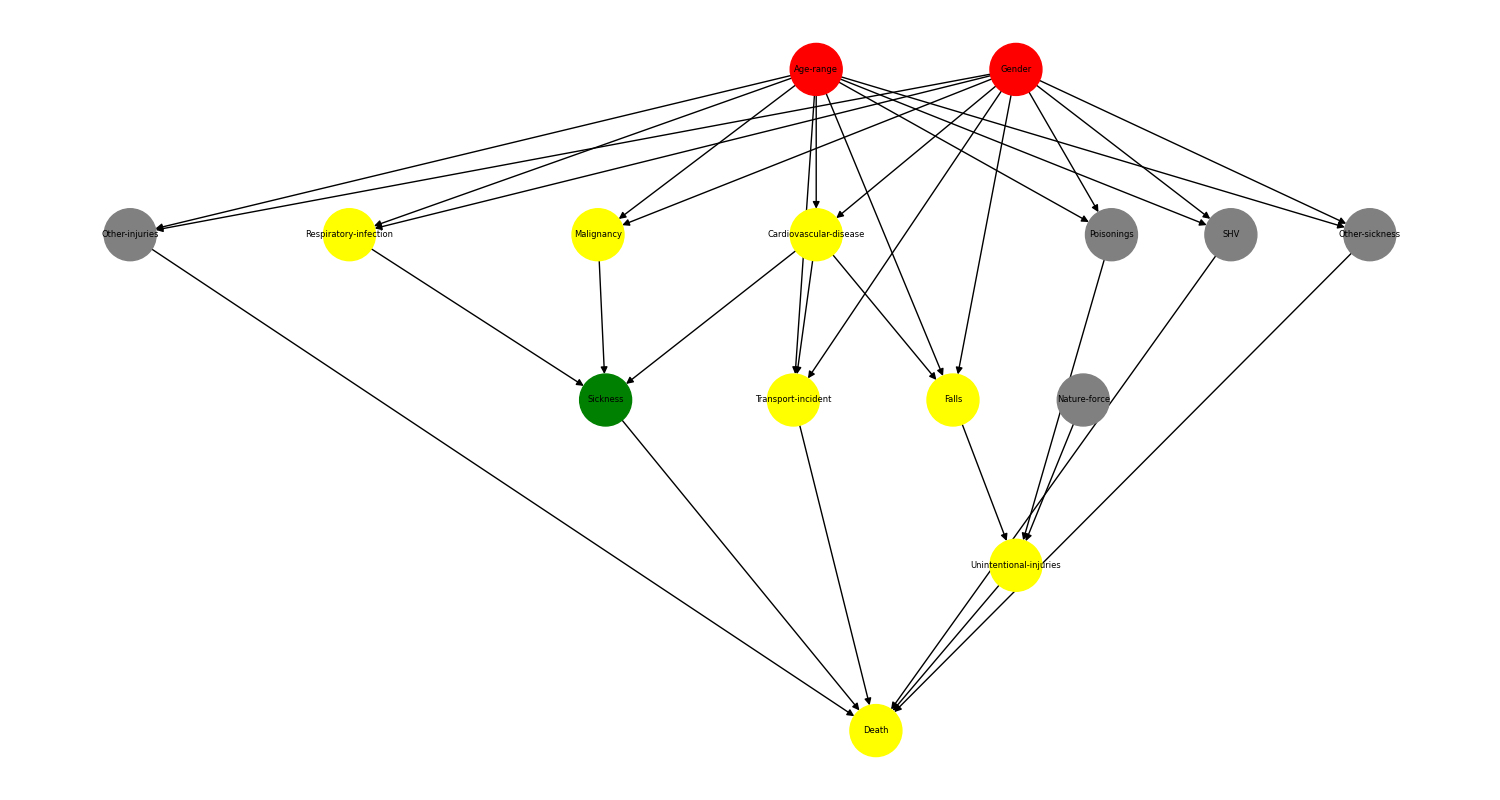 Age-range
Gender
Other-injuries
Respiratory-infection
Malignancy
Cardiovascular-disease
Poisonings
SHV
Other-sickness
Sickness
Transport-incident
Falls
Nature-force
Unintentional-injuries
Death